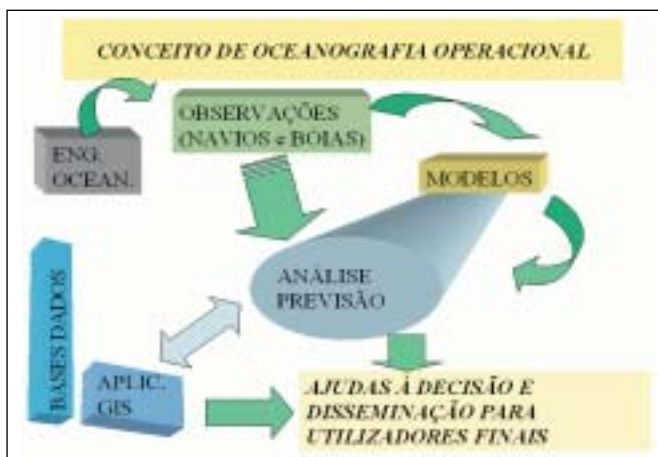 CONCEITO DE OCEANOGRAFIA OPERACIONAL
OBSERVAÇÕES
(NAVIOS e BOIAS)
ENG.
OCEAN.
MODELOS
ANÁLISE
PREVISÃO
BASES DADOS
APLIC.
GIS
AJUDAS À DECISÃO E
DISSEMINAÇÃO PARA
UTILIZADORES FINAIS